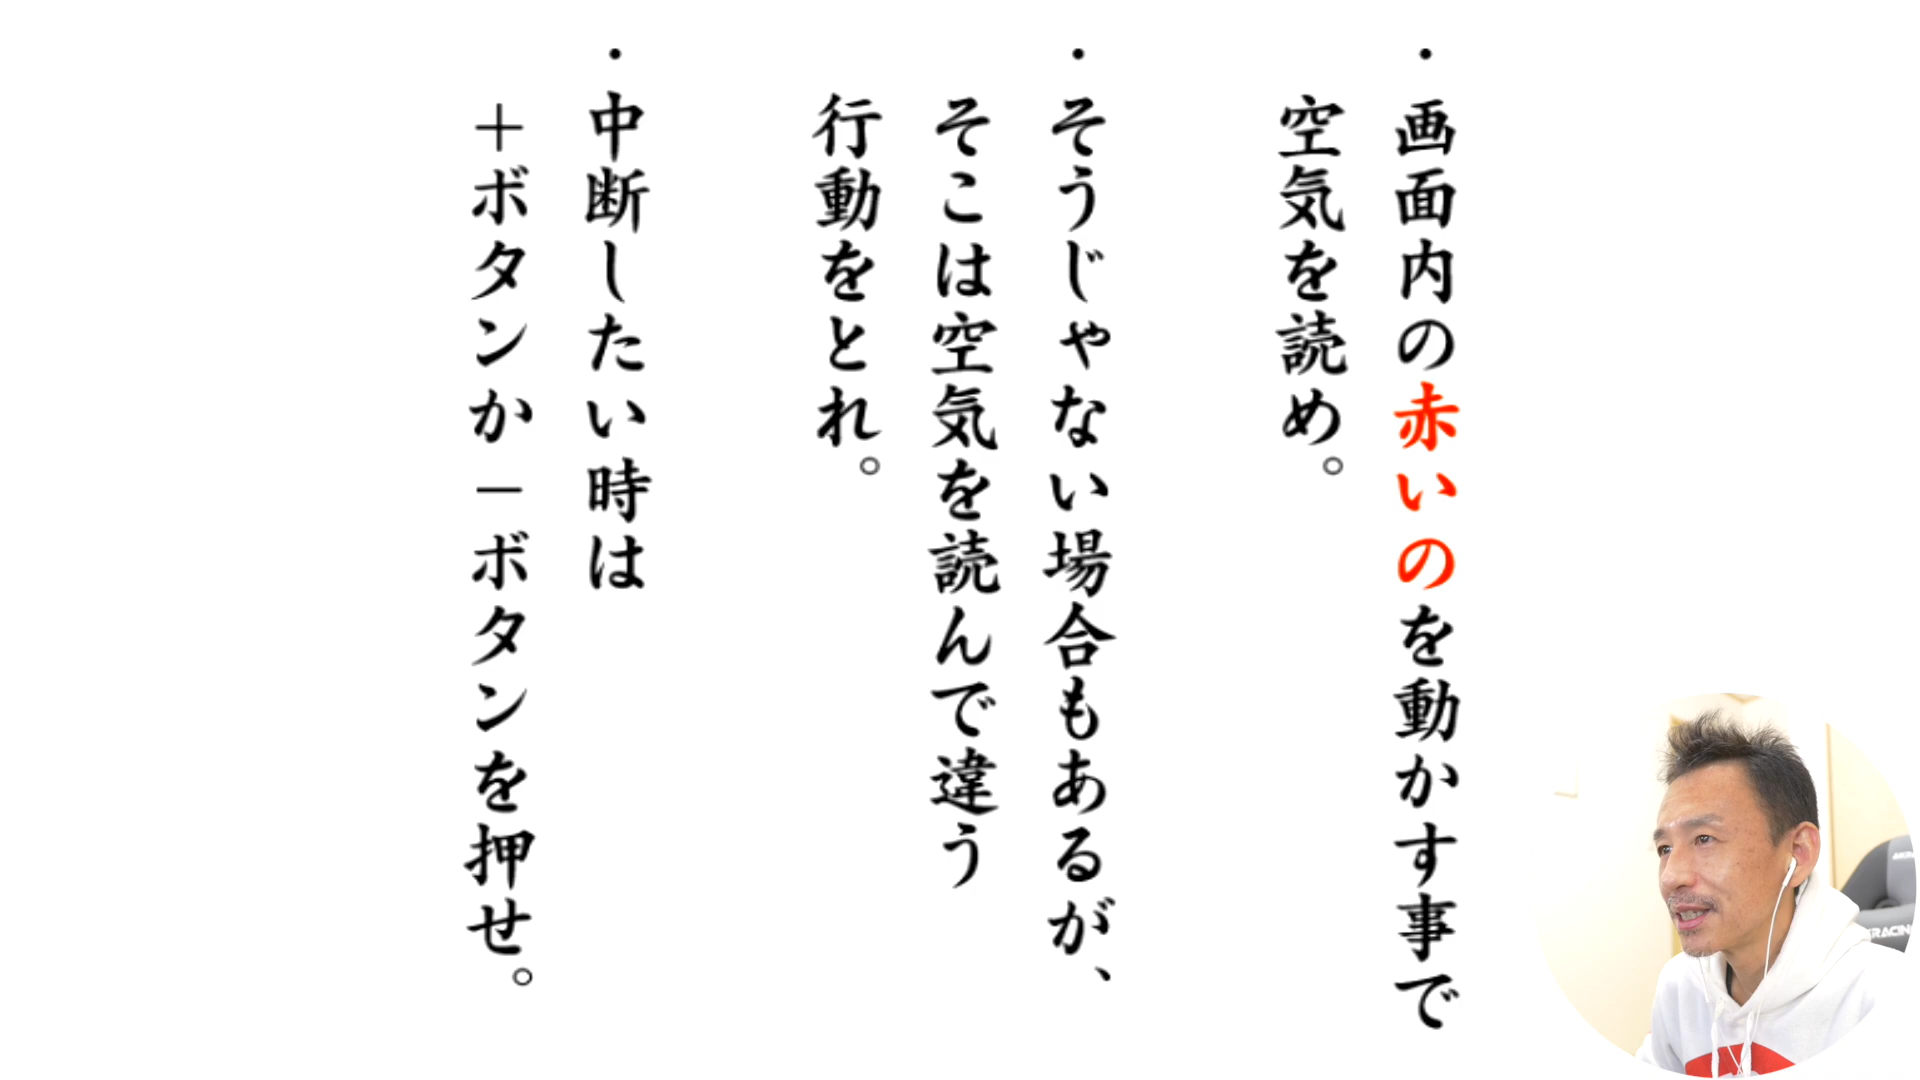 ・画面内の赤いのを動かす事で
空気を読め。
・そうじゃない場合もあるが、
そこは空気を読んで違う
行動をとれ。
・中断したい時は
＋ボタンか－ボタンを押せ。